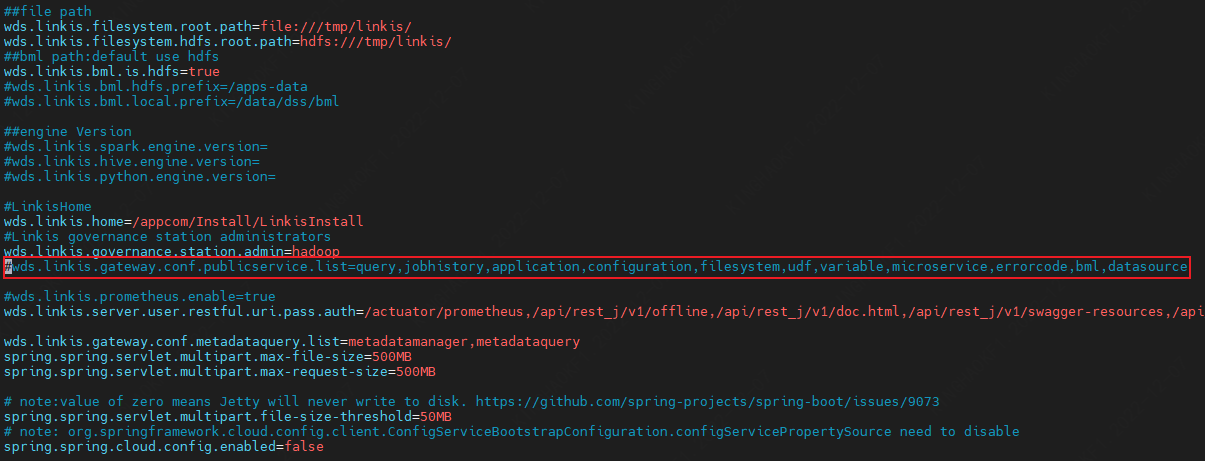 ##file path
wds.linkis.filesystem.root.path=file:///tmp/linkis/
wds.linkis.filesystem.hdfs.root.path=hdfs:///tmp/linkis/
##bml path:default use hdfs
wds.linkis.bml.is.hdfs=true
#wds.linkis.bml.hdfs.prefix=/apps-data
#wds.linkis.bml.local.prefix=/data/dss/bml
##engine Version
#wds.linkis.spark.engine.version=
#wds.linkis.hive.engine.version=
#wds.linkis.python.engine.version=
#LinkisHome
wds.linkis.home=/appcom/Install/LinkisInstall
#Linkis governance station administrators
wds.linkis.governance.station.admin=hadoop
#wds.linkis.gateway.conf.publicservice.list=query,jobhistory,application,configuration,filesystem,udf,variable,microservice,errorcode,bml,datasource
#wds.linkis.prometheus.enable=true
wds.linkis.server.user.restful.uri.pass.auth=/actuator/prometheus,/api/rest_j/v1/offline,/api/rest_j/v1/doc.html,/api/rest_j/v1/swagger-resources,/api
wds.linkis.gateway.conf.metadataquery.list=metadatamanager,metadataquery
spring.spring.servlet.multipart.max-file-size=500MB
spring.spring.servlet.multipart.max-request-size=500MB
# note:value of zero means Jetty will never write to disk. https://github.com/spring-projects/spring-boot/issues/9073
spring.spring.servlet.multipart.file-size-threshold=50MB
# note: org.springframework.cloud.config.client.ConfigServiceBootstrapConfiguration.configServicePropertySource need to disable
spring.spring.cloud.config.enabled=false